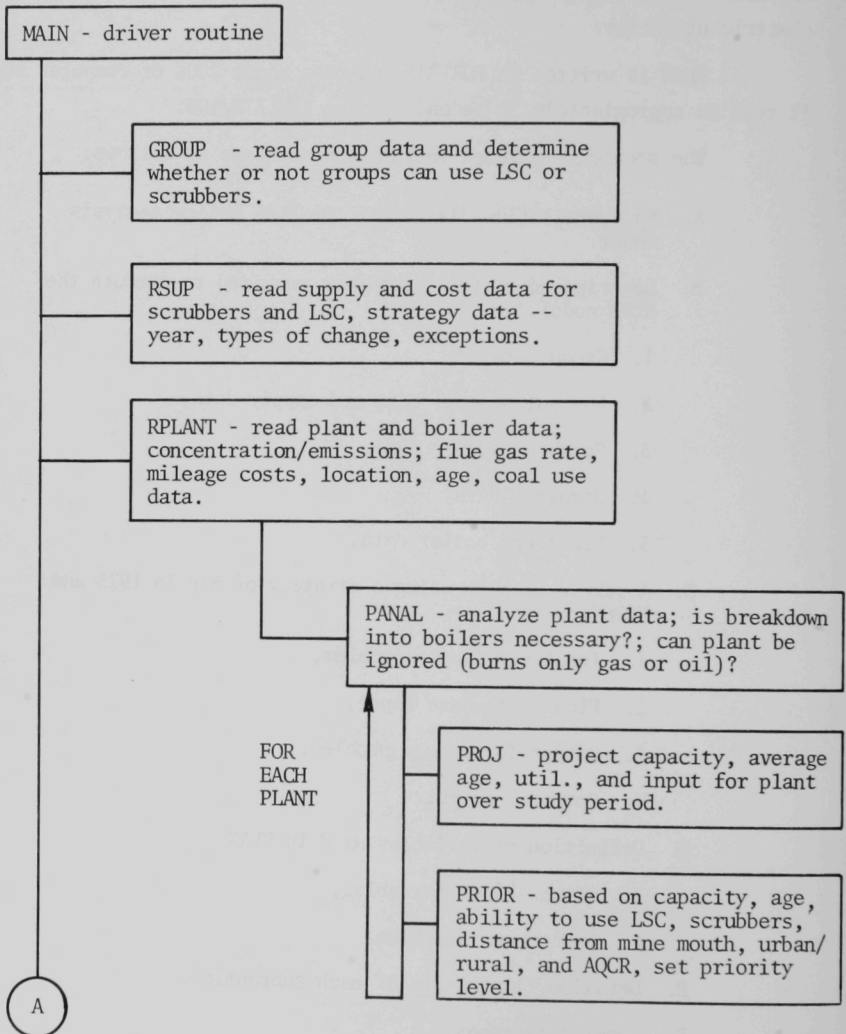 MAIN - driver routine
GROUP - read group data and determine
whether or not groups can use LSC or
scrubbers.
RSUP - read supply and cost data for
scrubbers and LSC, strategy data --
year, types of change, exceptions.
RPLANT - read plant and boiler data;
concentration/emissions; flue gas rate,
mileage costs, location, age, coal use
data.
PANAL - analyze plant data; is breakdown
into boilers necessary?; can plant be
ignored (burns only gas or oil)?
FOR
EACH
PLANT
PROJ - project capacity, average
age, util., and input for plant
over study period.
PRIOR - based on capacity, age,
ability to use LSC, scrubbers,
distance from mine mouth, urban/
rural, and AQCR, set priority
level.
A